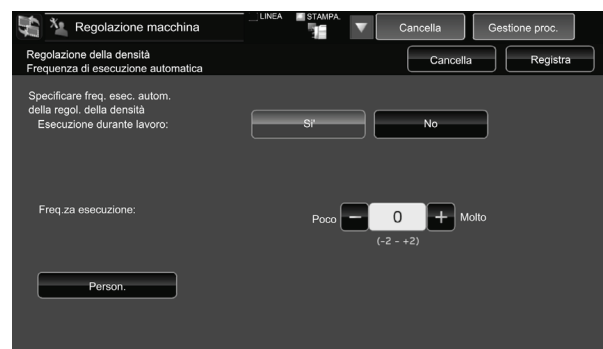 Regolazione macchina
LINEA
STAMPA.
Cancella
Gestione proc.
Regolazione della densità
Frequenza di esecuzione automatica
Cancella
Registra
Specificare freq. esec. autom.
della regol. della densità
Esecuzione durante lavoro:
Si'
No
Freq.za esecuzione:
Poco
−
0
+
Molto
(-2 - +2)
Person.